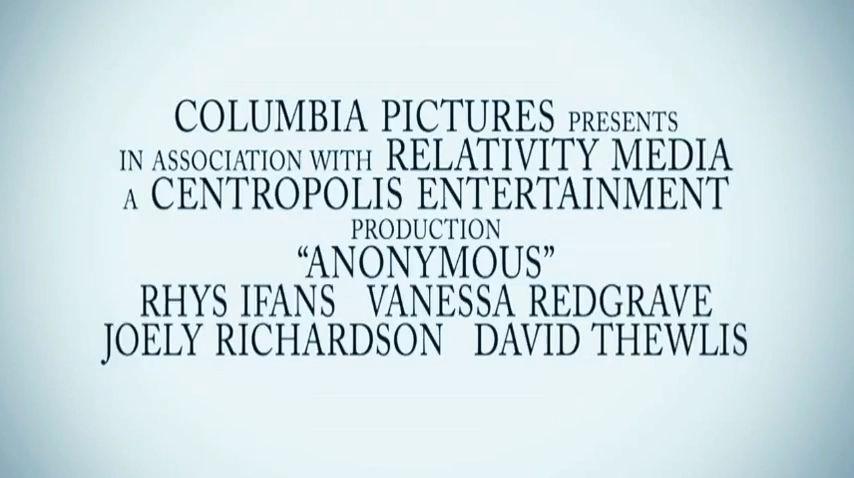 COLUMBIA PICTURES PRESENTS
IN ASSOCIATION WITH RELATIVITY MEDIA
A CENTROPOLIS ENTERTAINMENT
PRODUCTION
“ANONYMOUS”
RHYS IFANS VANESSA REDGRAVE
JOELY RICHARDSON DAVID THEWLIS